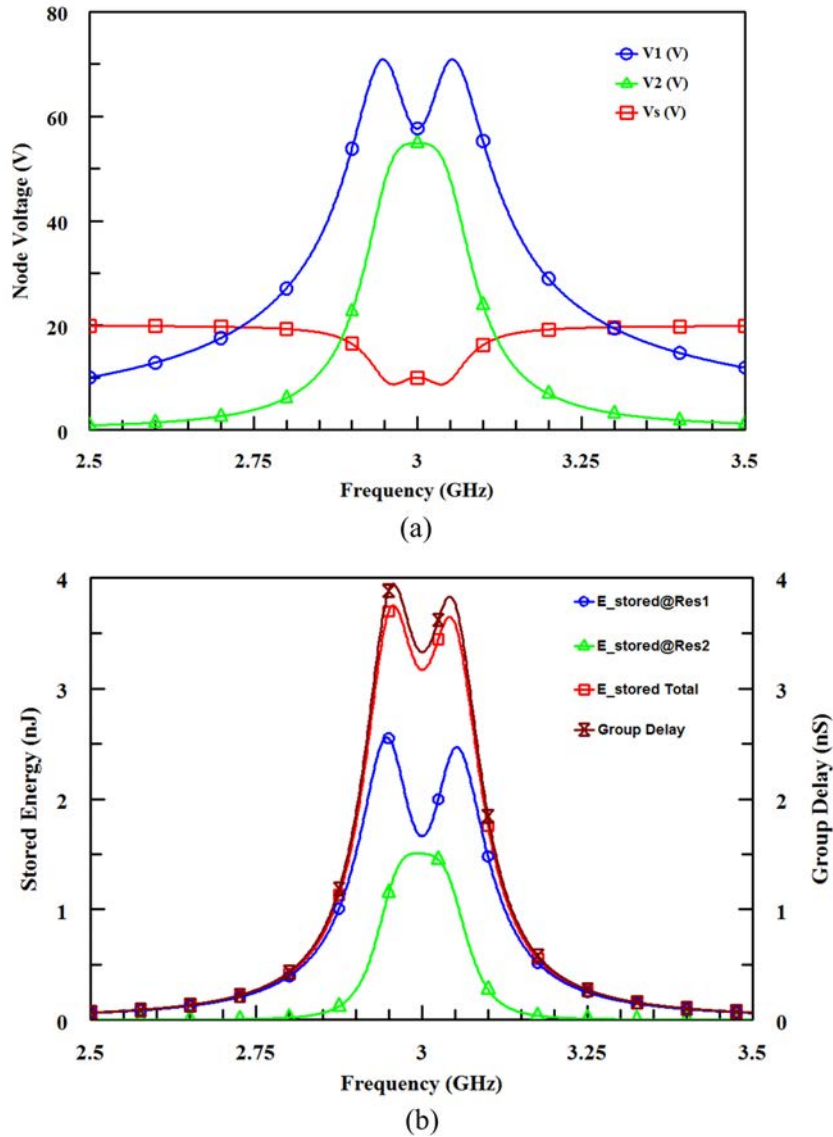 80
60
40
20
0
Node Voltage (V)
V1 (V)
V2 (V)
Vs (V)
2.5
2.75
3
3.25
3.5
Frequency (GHz)
(a)
4
3
2
1
0
Stored Energy (nJ)
E_stored@Res1
E_stored@Res2
E_stored Total
Group Delay
4
3
2
1
0
Group Delay (nS)
2.5
2.75
3
3.25
3.5
Frequency (GHz)
(b)